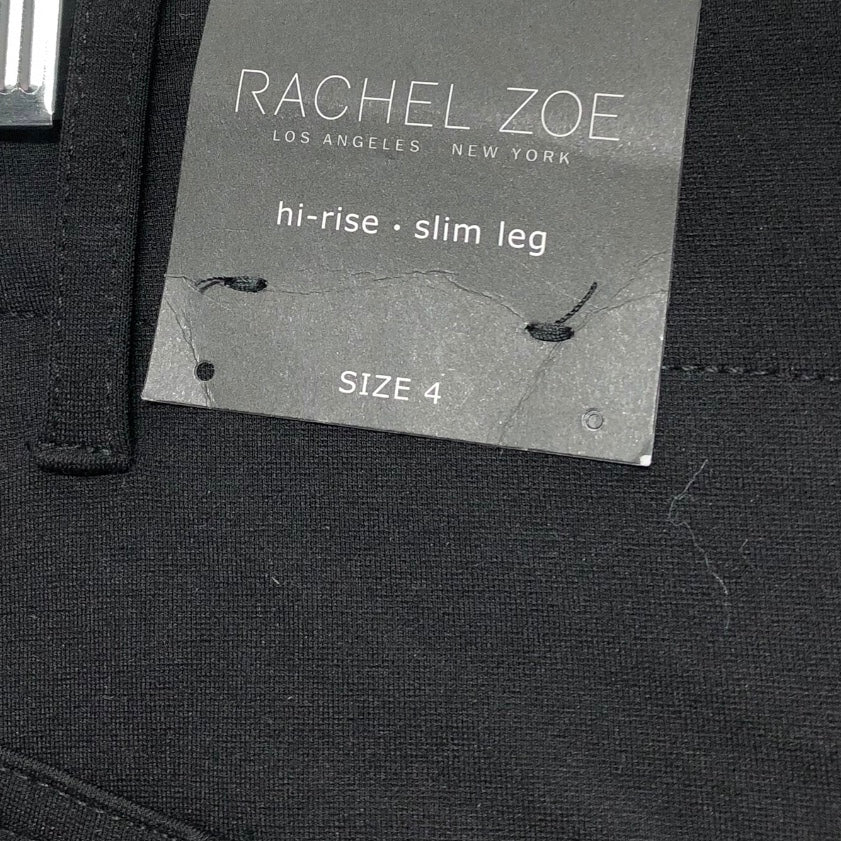 RACHEL ZOE
LOS ANGELES NEW YORK
hi-rise · slim leg
SIZE 4